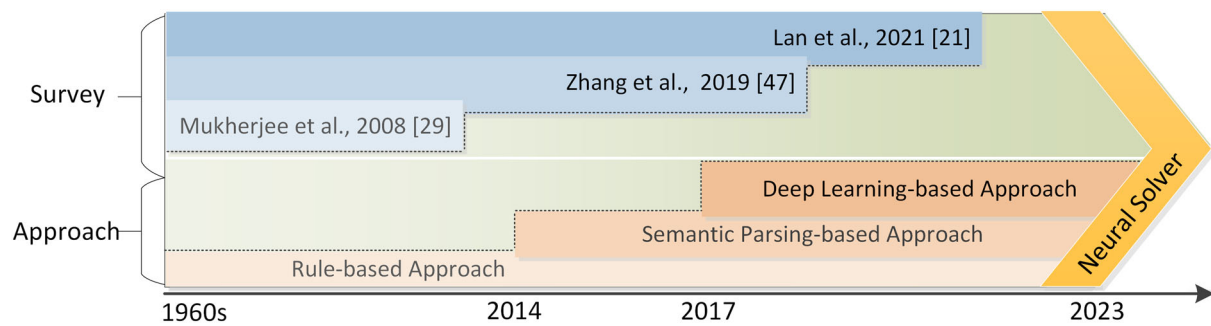 Survey
Lan et al., 2021 [21]
Zhang et al., 2019 [47]
Mukherjee et al., 2008 [29]
Approach
Deep Learning-based Approach
Semantic Parsing-based Approach
Rule-based Approach
Neural Solver
1960s
2014
2017
2023